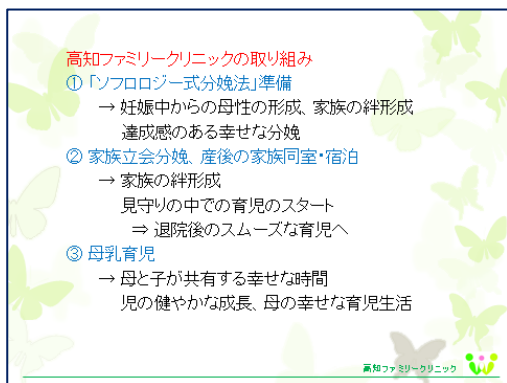 高知ファミリークリニックの取り組み
① 「ソフロロジー式分娩法」準備
→ 妊娠中からの母性の形成、家族の絆形成
達成感のある幸せな分娩
② 家族立会分娩、産後の家族同室・宿泊
→ 家族の絆形成
見守りの中での育児のスタート
⇒ 退院後のスムーズな育児へ
③ 母乳育児
→ 母と子が共有する幸せな時間
児の健やかな成長、母の幸せな育児生活
高知ファミリークリニック